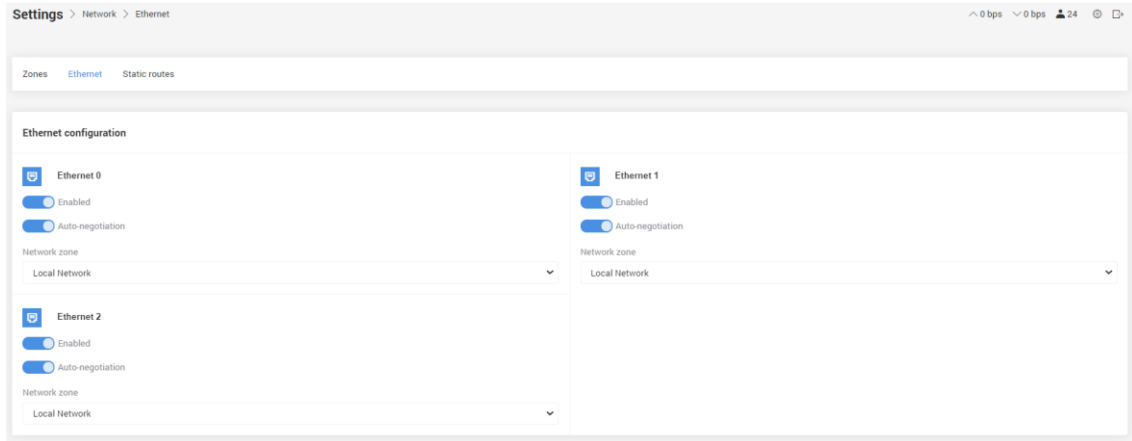 Settings > Network > Ethernet
0 bps 0 bps 24
Zones Ethernet Static routes
Ethernet configuration
Ethernet 0
Enabled
Auto-negotiation
Network zone
Local Network
Ethernet 1
Enabled
Auto-negotiation
Network zone
Local Network
Ethernet 2
Enabled
Auto-negotiation
Network zone
Local Network